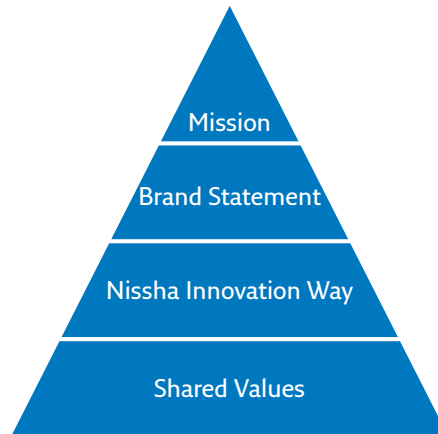 Mission
Brand Statement
Nissha Innovation Way
Shared Values